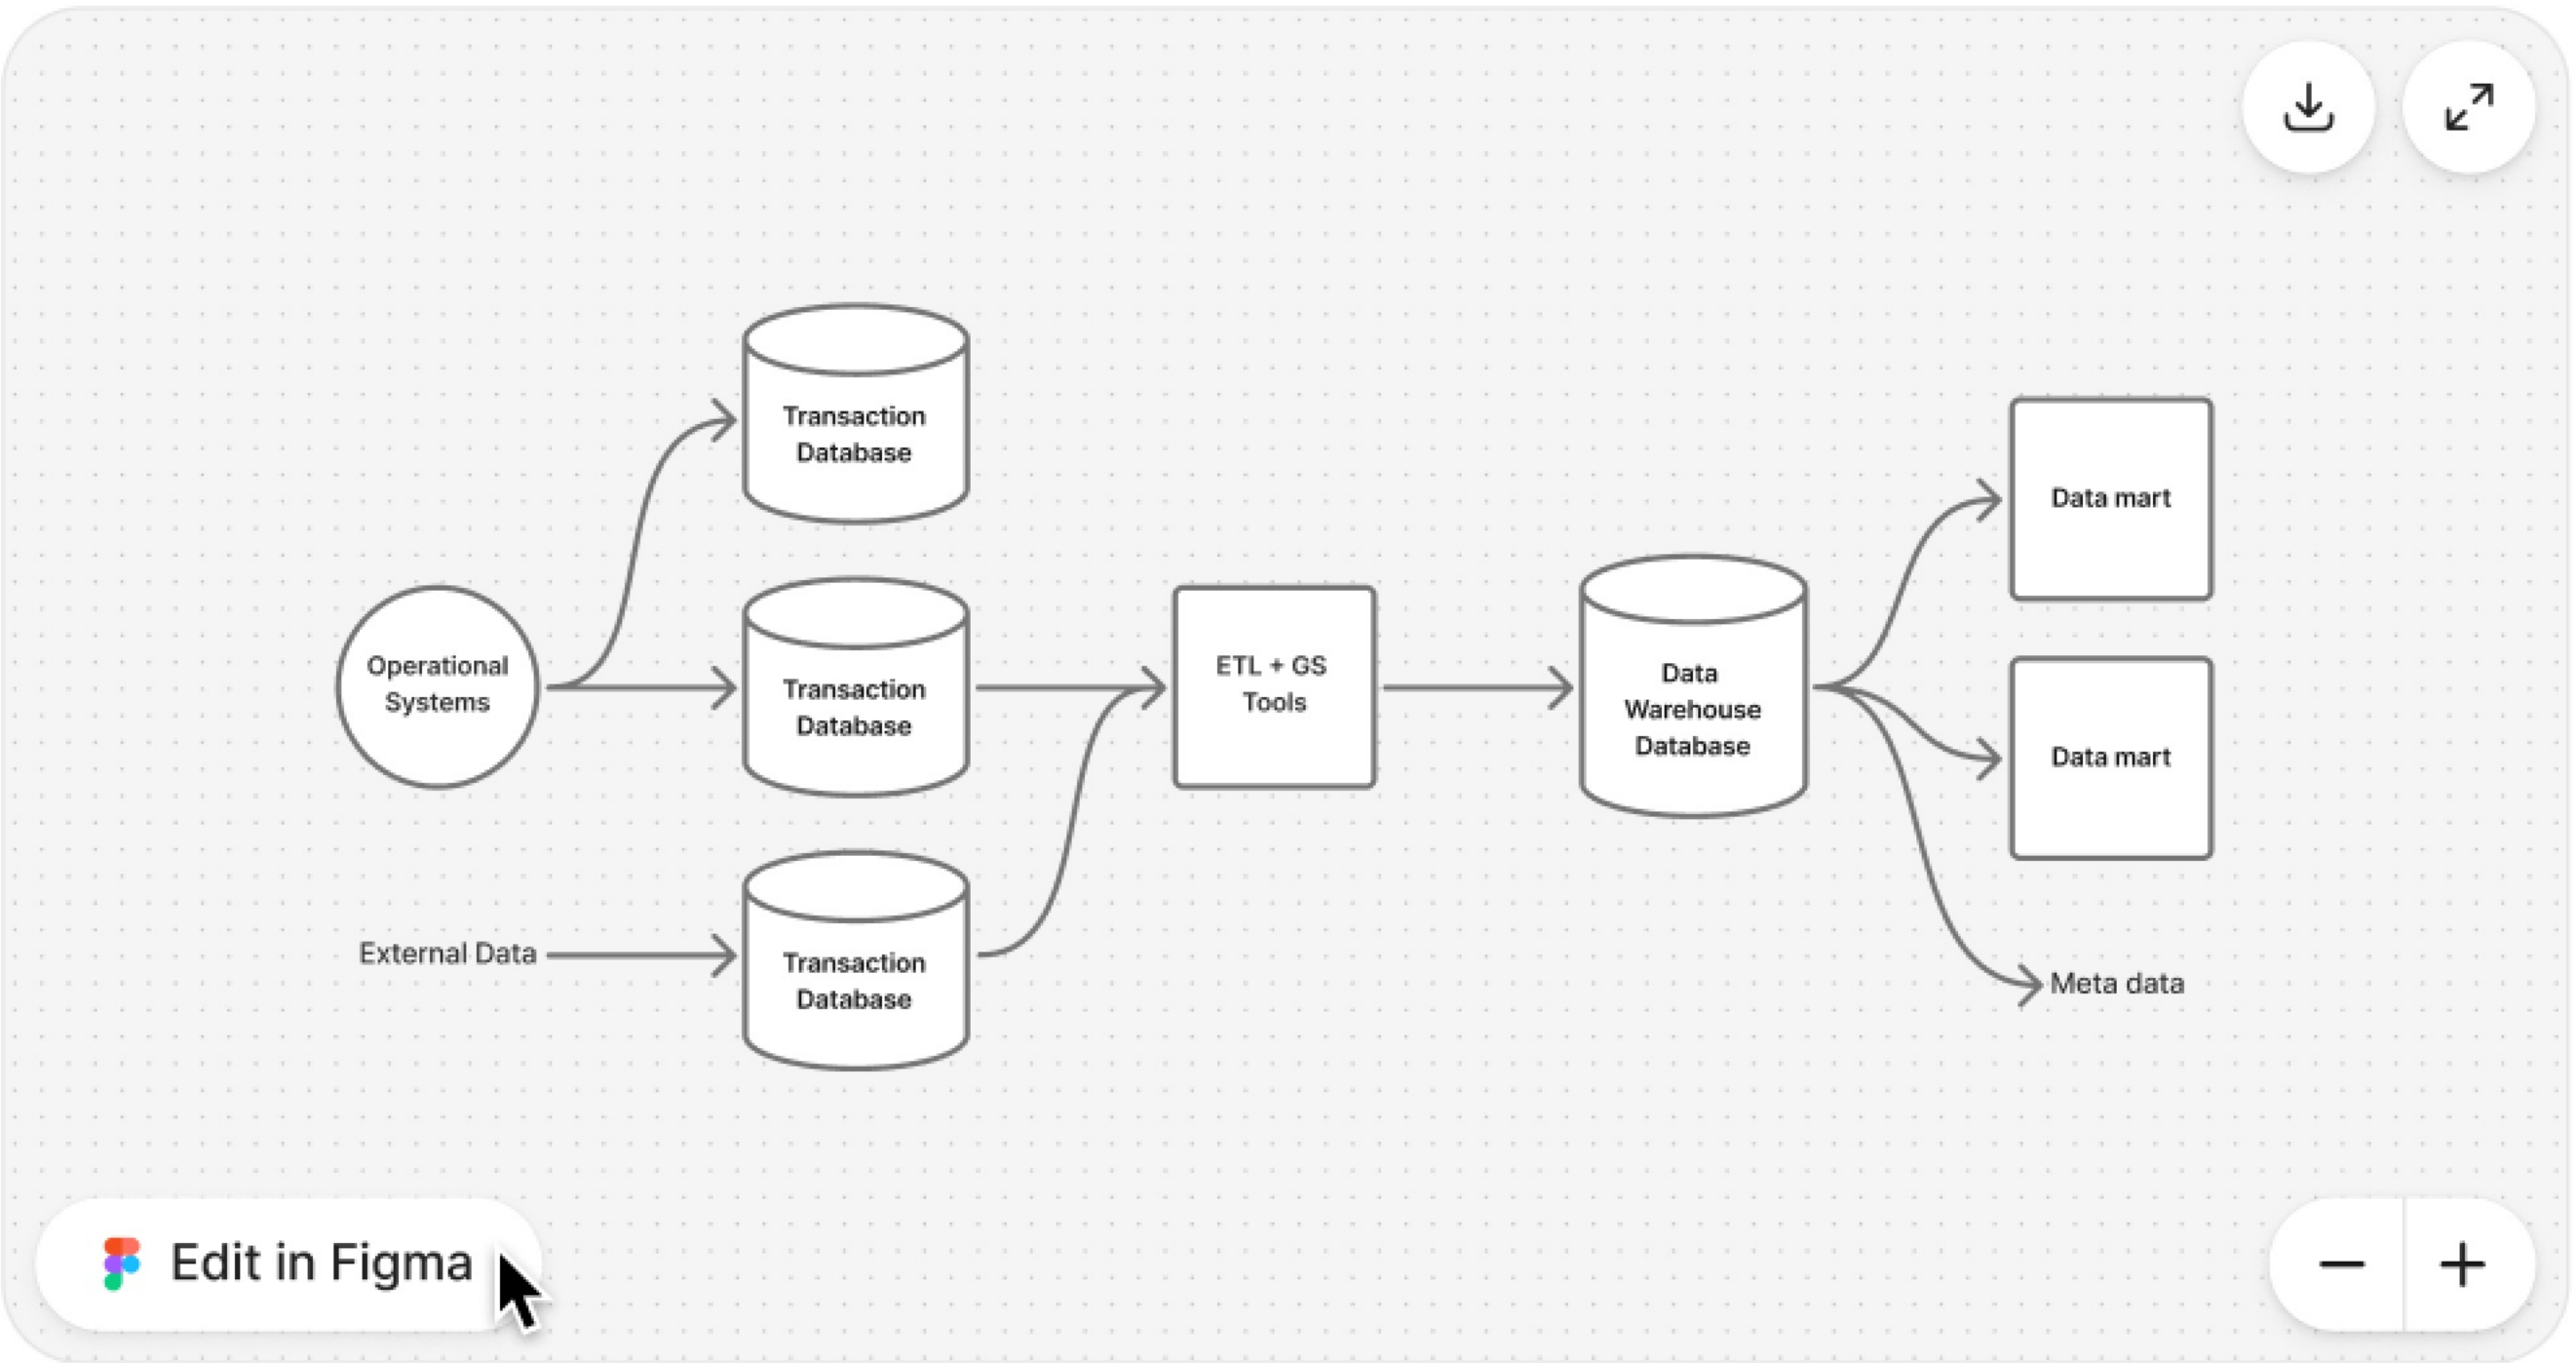 Transaction
Database
Operational
Systems
Transaction
Database
External Data
Transaction
Database
ETL + GS
Tools
Data
Warehouse
Database
Data mart
Data mart
Meta data
Edit in Figma